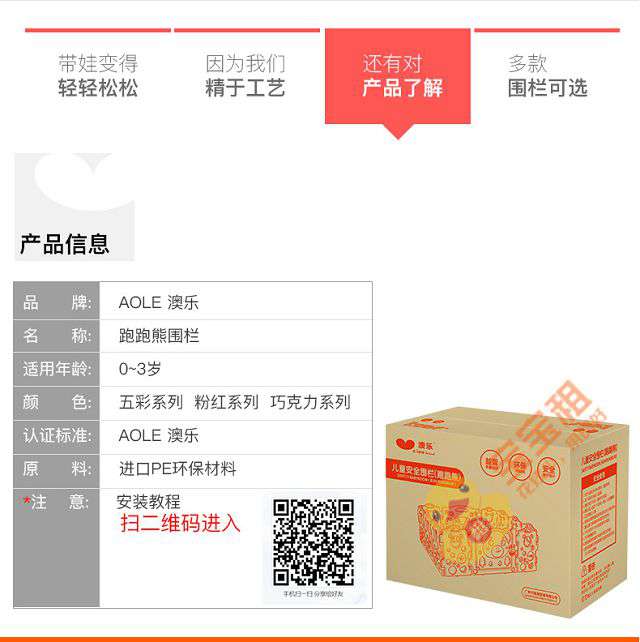 带娃变得
轻轻松松
因为我们
精于工艺
还有对
产品了解
多款
围栏可选
产品信息
品 牌: AOLE 澳乐
名 称: 跑跑熊围栏
适用年龄: 0~3岁
颜 色: 五彩系列 粉红系列 巧克力系列
认证标准: AOLE 澳乐
原 料: 进口PE环保材料
*注 意: 安装教程
扫二维码进入
手机扫一扫 分享给好友
澳乐
儿童安全围栏(跑跑熊)
环保
安全
宝租